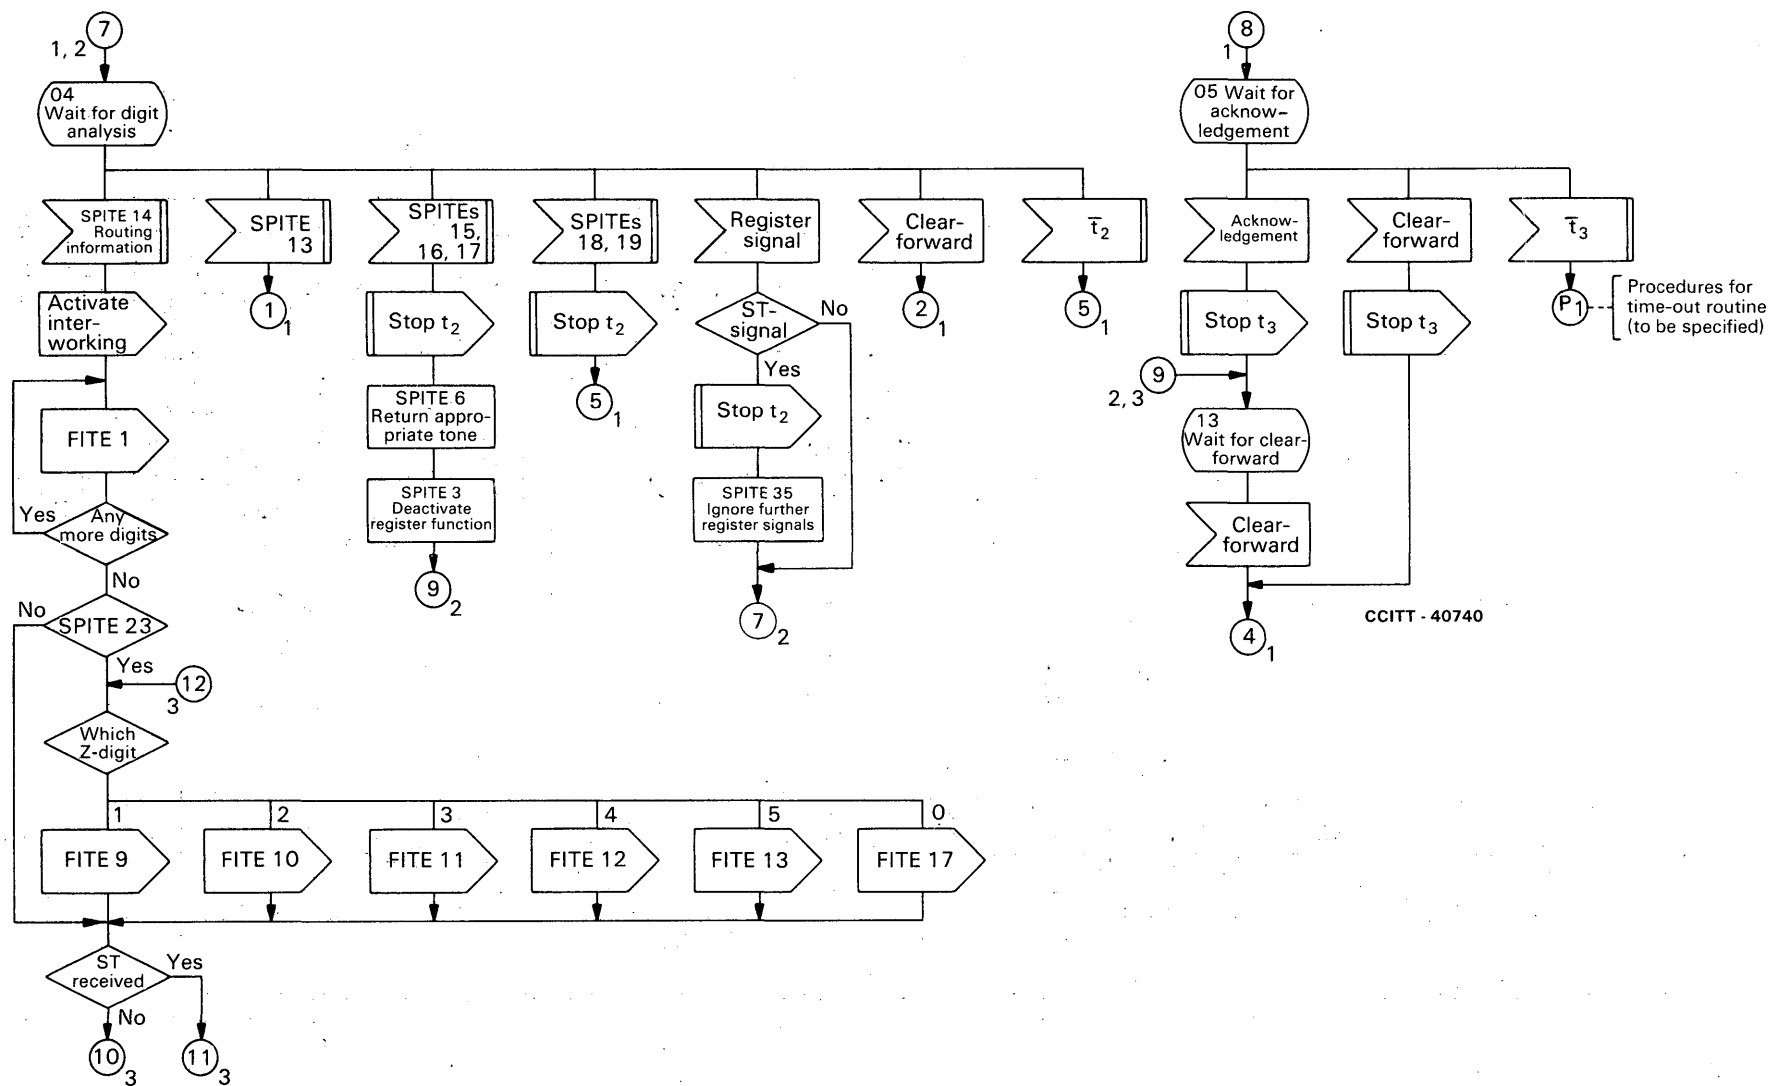 7
1, 2
04
Wait for digit
analysis
SPITE 14
Routing
information
SPITE
13
SPITEs
15,
16, 17
SPITEs
18, 19
Register
signal
Clear-
forward
t̅2
1
1
Activate
inter-
working
Stop t2
Stop t2
ST-
signal
No
Yes
2
1
5
1
FITE 1
SPITE 6
Return appro-
priate tone
5
1
Stop t2
Any
more digits
Yes
No
SPITE 3
Deactivate
register function
SPITE 35
Ignore further
register signals
9
2
7
2
SPITE 23
No
Yes
12
3
Which
Z-digit
1
2
3
4
5
0
FITE 9
FITE 10
FITE 11
FITE 12
FITE 13
FITE 17
ST
received
Yes
No
10
3
11
3
8
1
05 Wait for
acknow-
ledgement
Acknow-
ledgement
Clear-
forward
t̅3
Stop t3
Stop t3
P1
Procedures for
time-out routine
(to be specified)
9
2, 3
13
Wait for clear-
forward
Clear-
forward
4
1
CCITT - 40740